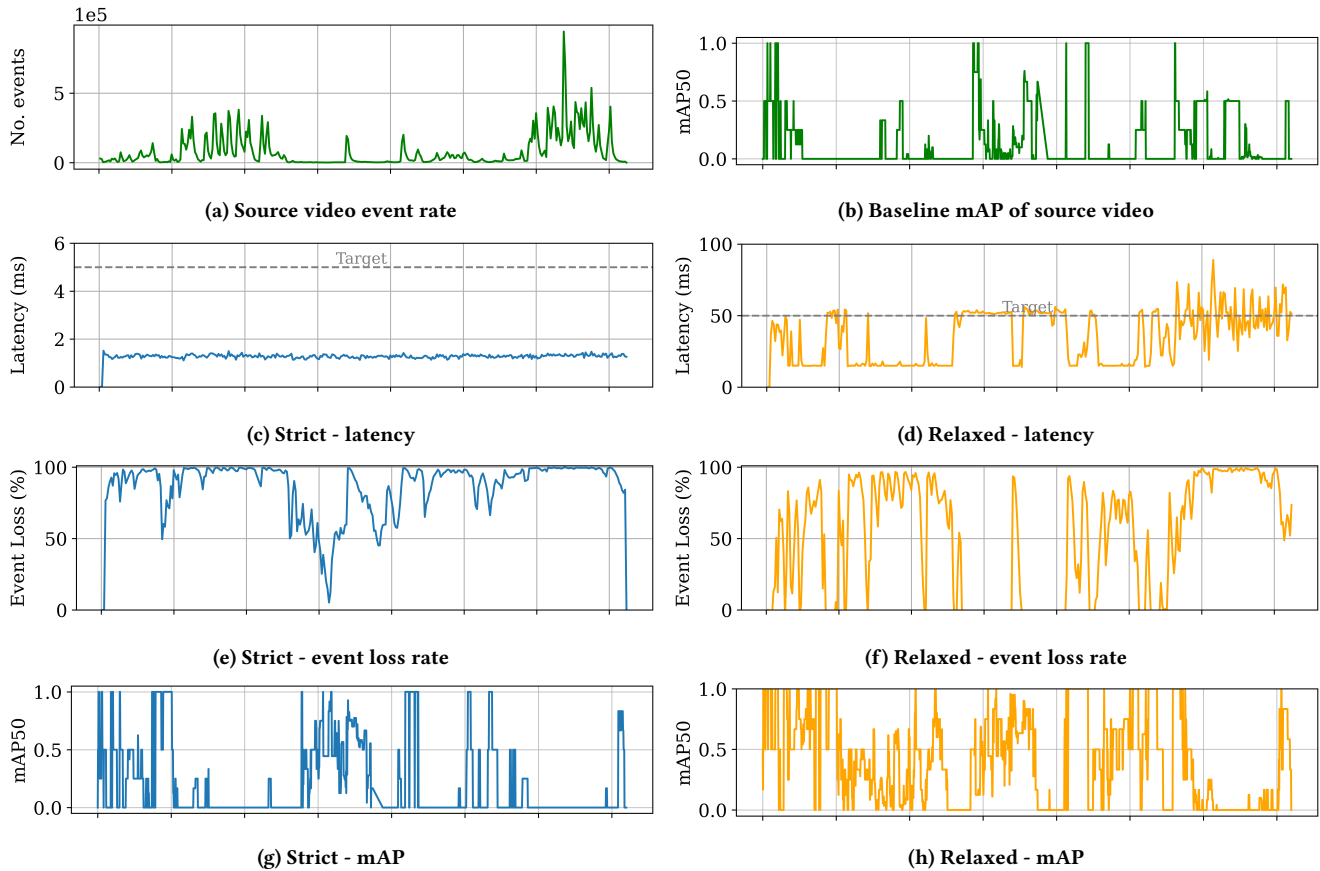 1e5
No. events
5
0
(a) Source video event rate
mAP50
1.0
0.5
0.0
(b) Baseline mAP of source video
Latency (ms)
6
4
2
0
Target
(c) Strict - latency
Latency (ms)
100
50
0
Target
(d) Relaxed - latency
Event Loss (%)
100
50
0
(e) Strict - event loss rate
Event Loss (%)
100
50
0
(f) Relaxed - event loss rate
mAP50
1.0
0.5
0.0
(g) Strict - mAP
mAP50
1.0
0.5
0.0
(h) Relaxed - mAP